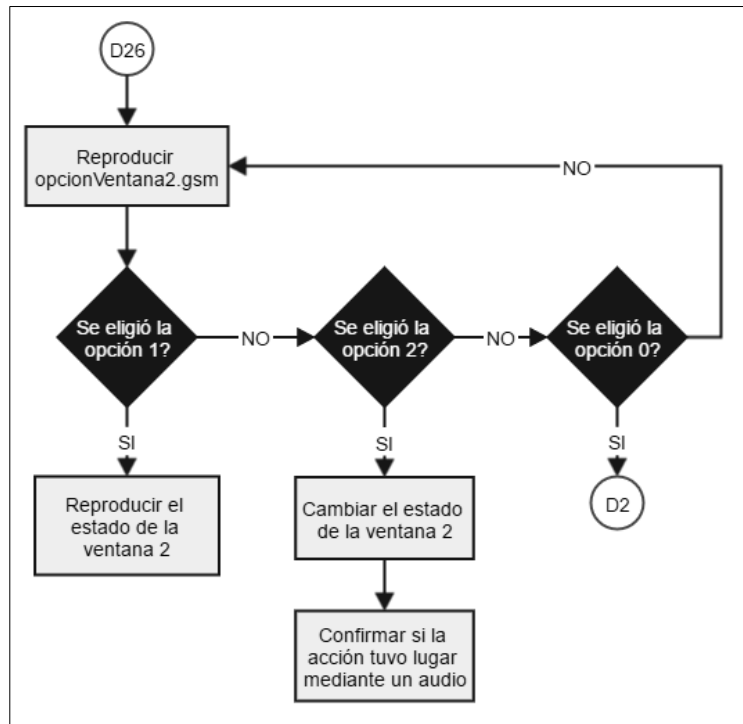 D26
Reproducir
opcionVentana2.gsm
NO
Se eligió la
opción 1?
NO
Se eligió la
opción 2?
NO
Se eligió la
opción 0?
SI
SI
SI
Reproducir el
estado de la
ventana 2
Cambiar el estado
de la ventana 2
D2
Confirmar si la
acción tuvo lugar
mediante un audio